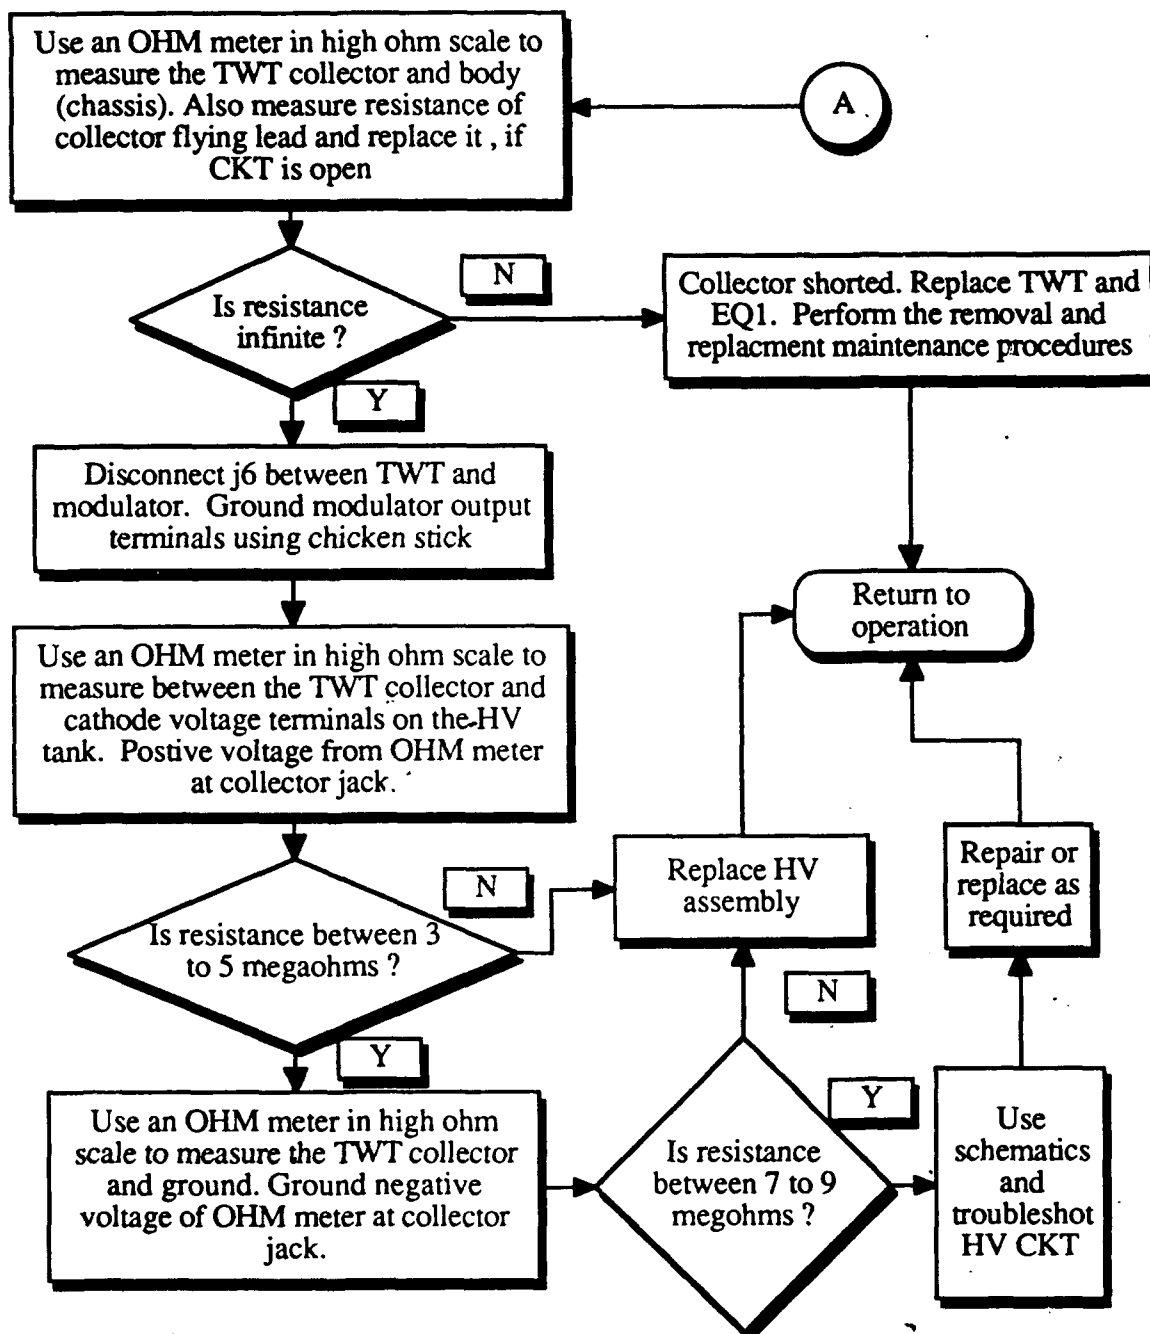 Use an OHM meter in high ohm scale to
measure the TWT collector and body
(chassis). Also measure resistance of
collector flying lead and replace it , if
CKT is open
A
Is resistance
infinite ?
N
Collector shorted. Replace TWT and
EQ1. Perform the removal and
replacment maintenance procedures
Y
Disconnect j6 between TWT and
modulator. Ground modulator output
terminals using chicken stick
Return to
operation
Use an OHM meter in high ohm scale to
measure between the TWT collector and
cathode voltage terminals on the HV
tank. Postive voltage from OHM meter
at collector jack.
Is resistance between 3
to 5 megaohms ?
N
Replace HV
assembly
Repair or
replace as
required
Y
Use an OHM meter in high ohm
scale to measure the TWT collector
and ground. Ground negative
voltage of OHM meter at collector
jack.
Is resistance
between 7 to 9
megohms ?
N
Y
Use
schematics
and
troubleshot
HV CKT